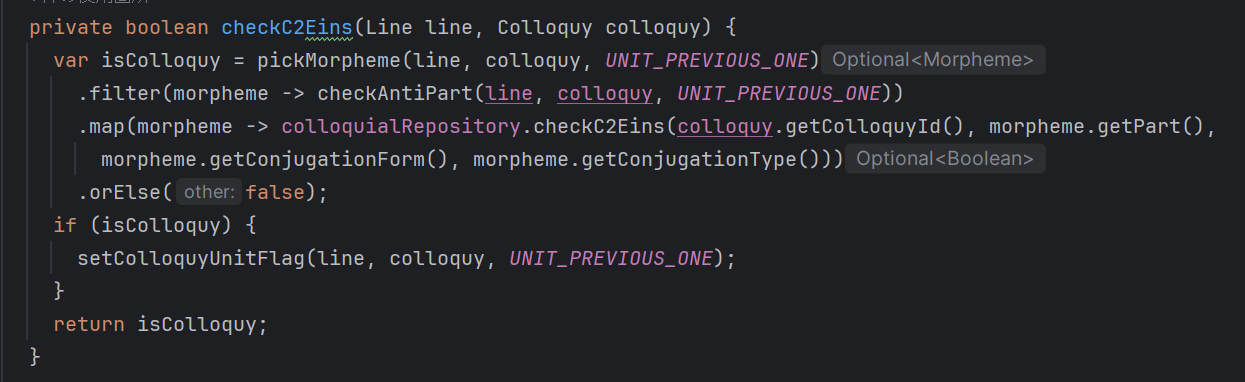 private boolean checkC2Eins(Line line, Colloquy colloquy) {
  var isColloquy = pickMorpheme(line, colloquy, UNIT_PREVIOUS_ONE) Optional<Morpheme>
    .filter(morpheme -> checkAntiPart(line, colloquy, UNIT_PREVIOUS_ONE))
    .map(morpheme -> colloquialRepository.checkC2Eins(colloquy.getColloquyId(), morpheme.getPart(),
      morpheme.getConjugationForm(), morpheme.getConjugationType())) Optional<Boolean>
    .orElse( other: false);
  if (isColloquy) {
    setColloquyUnitFlag(line, colloquy, UNIT_PREVIOUS_ONE);
  }
  return isColloquy;
}